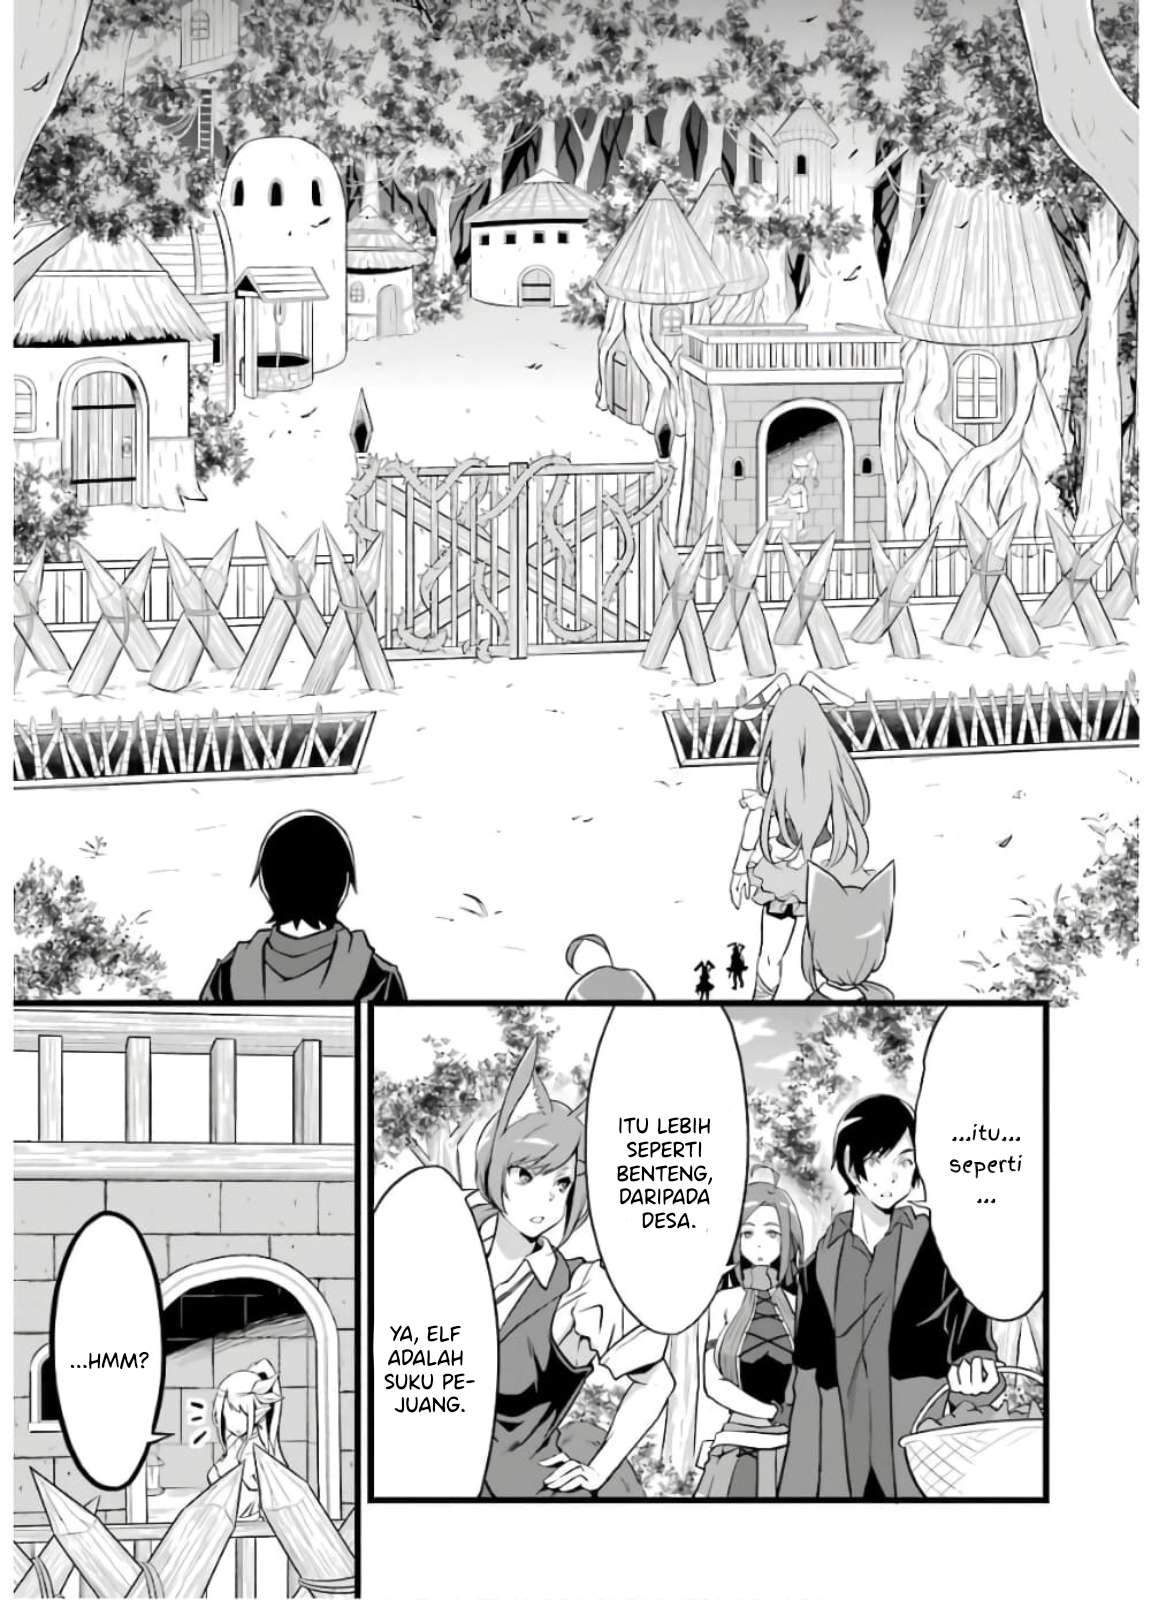 ...itu...
seperti
...
ITU LEBIH
SEPERTI
BENTENG,
DARIPADA
DESA.
YA, ELF
ADALAH
SUKU PE-
JUANG.
...HMM?